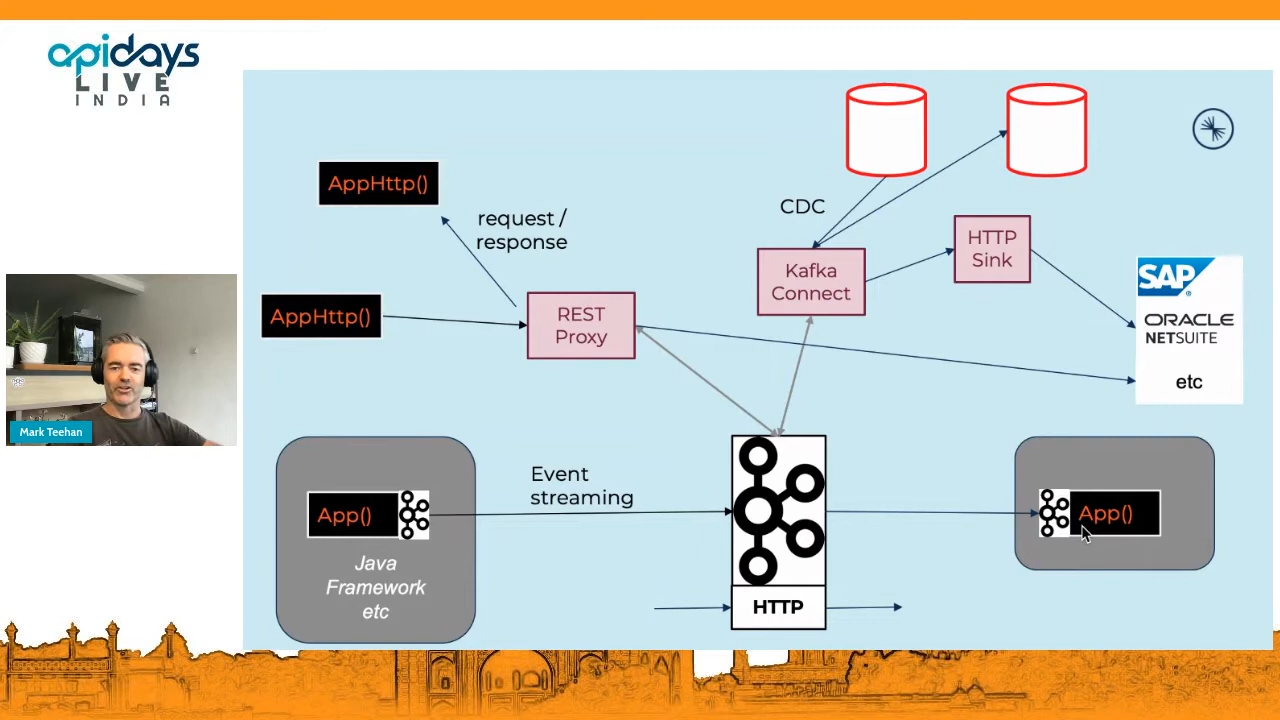 apidays
LIVE
INDIA
AppHttp()
request /
response
CDC
HTTP
Sink
Kafka
Connect
SAP
®
ORACLE
NETSUITE
etc
AppHttp()
REST
Proxy
Mark Teehan
Event
streaming
App()
App()
Java
Framework
etc
HTTP